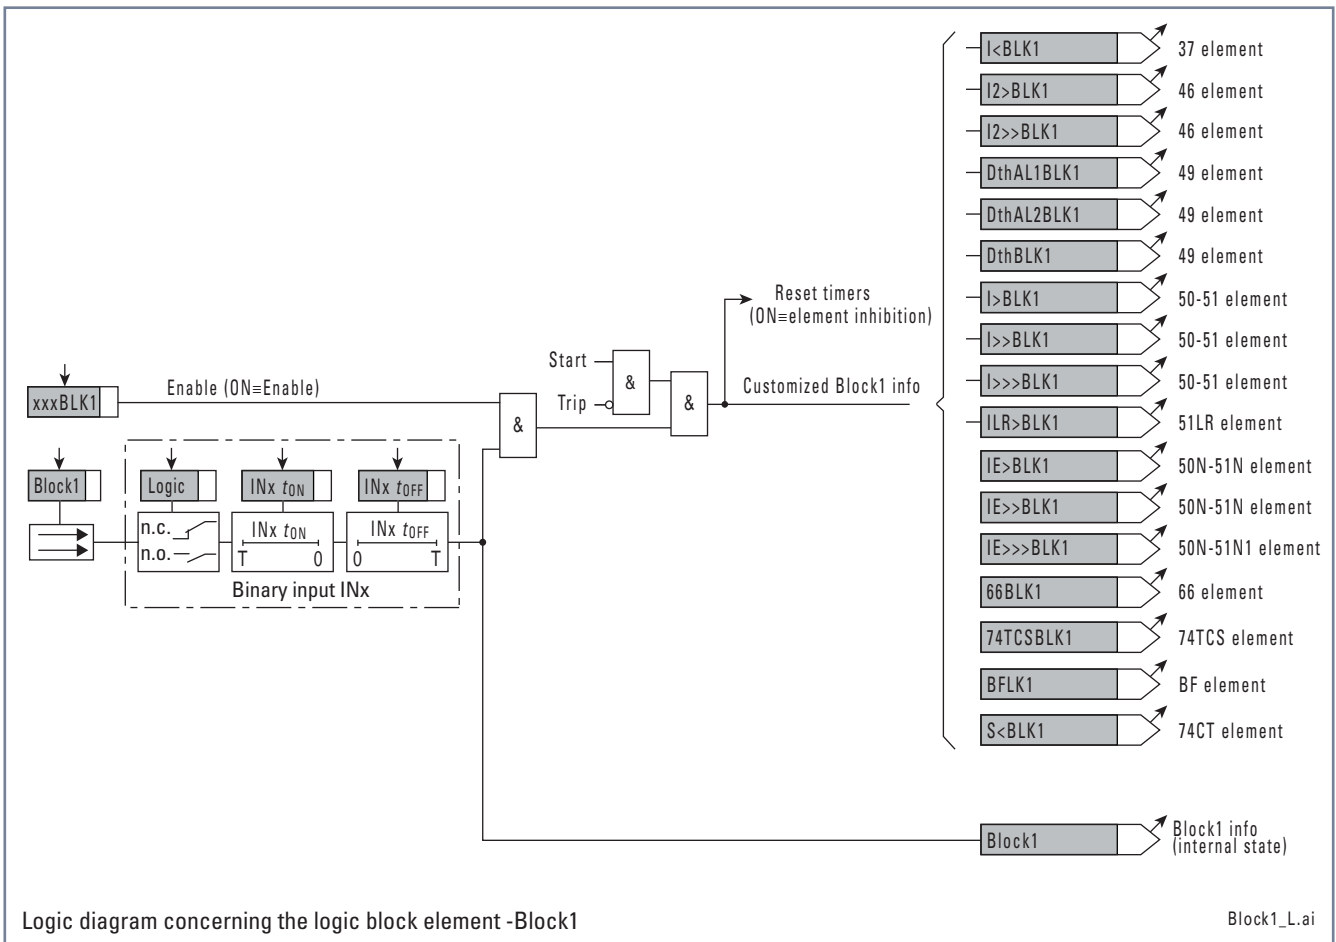 I<BLK1 37 element
I2>BLK1 46 element
I2>>BLK1 46 element
DthAL1BLK1 49 element
DthAL2BLK1 49 element
DthBLK1 49 element
I>BLK1 50-51 element
I>>BLK1 50-51 element
I>>>BLK1 50-51 element
ILR>BLK1 51LR element
IE>BLK1 50N-51N element
IE>>BLK1 50N-51N element
IE>>>BLK1 50N-51N1 element
66BLK1 66 element
74TCSBLK1 74TCS element
BFLK1 BF element
S<BLK1 74CT element
Reset timers
(ON≡element inhibition)
Customized Block1 info
Start
Trip
&
&
&
xxxBLK1
Enable (ON≡Enable)
Block1
Logic
INx tON
INx tOFF
n.c.
n.o.
INx tON
T 0
INx tOFF
0 T
Binary input INx
Block1
Block1 info
(internal state)
Logic diagram concerning the logic block element -Block1
Block1_L.ai